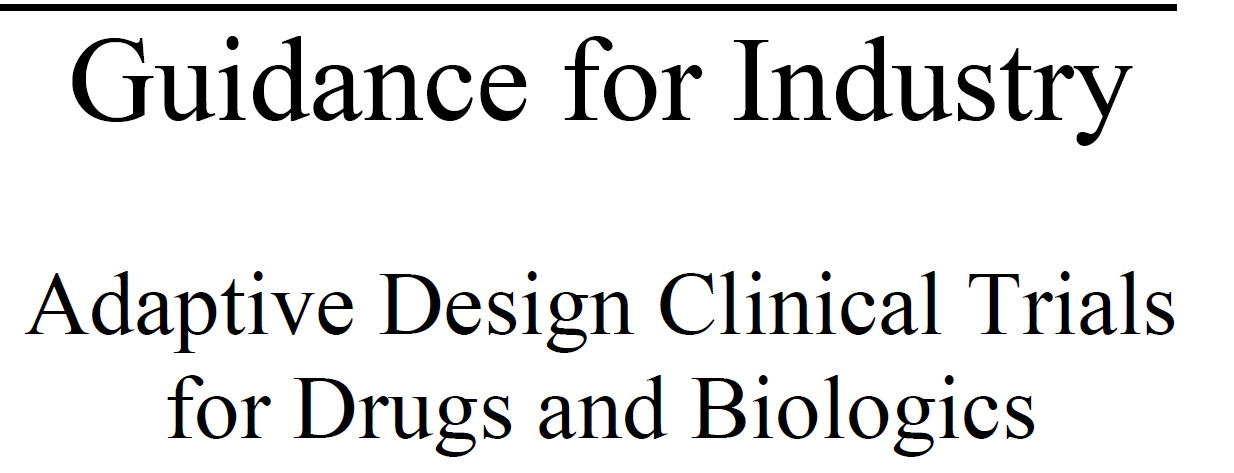 Guidance for Industry
Adaptive Design Clinical Trials
for Drugs and Biologics